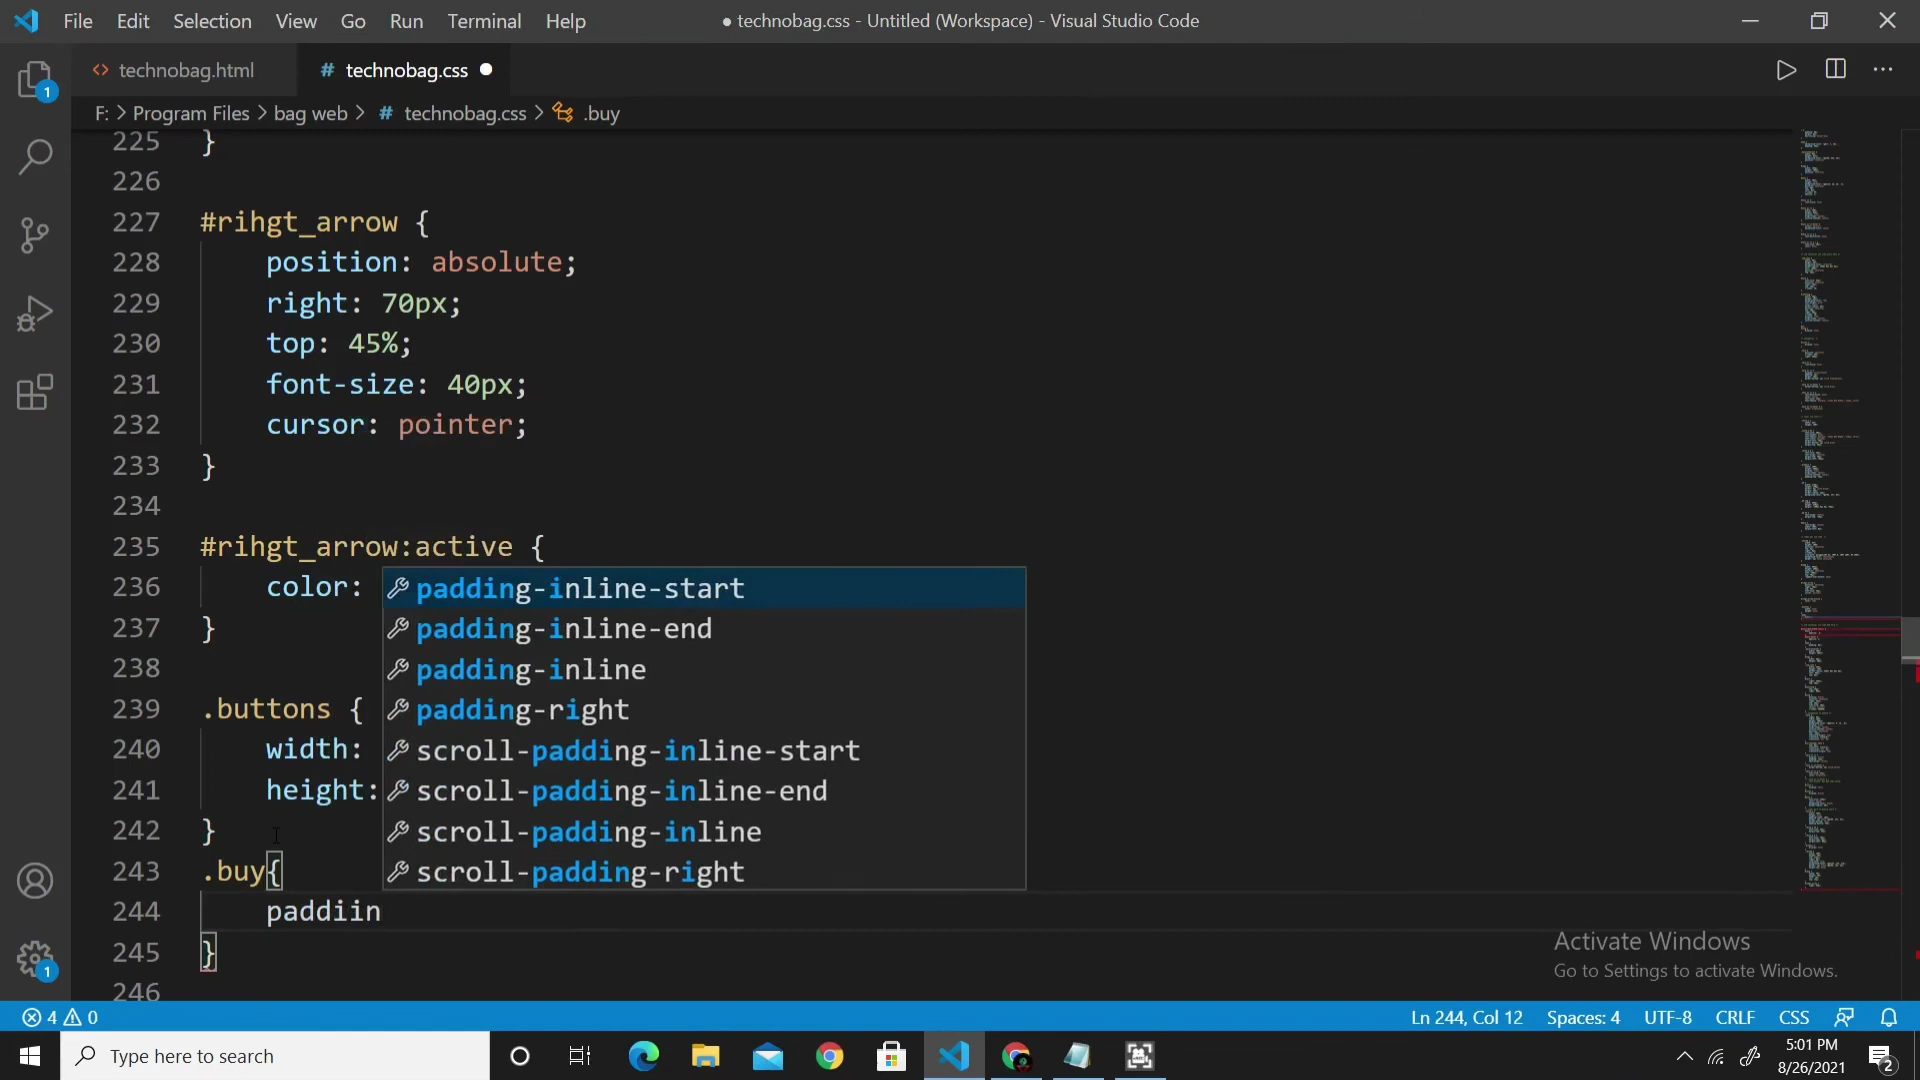 File Edit Selection View Go Run Terminal Help ● technobag.css - Untitled (Workspace) - Visual Studio Code
<> technobag.html # technobag.css ●
F: > Program Files > bag web > # technobag.css > .buy
225 }
226
227 #rihgt_arrow {
228 position: absolute;
229 right: 70px;
230 top: 45%;
231 font-size: 40px;
232 cursor: pointer;
233 }
234
235 #rihgt_arrow:active {
236 color: padding-inline-start
237 } padding-inline-end
238 padding-inline
239 .buttons { padding-right
240 width: scroll-padding-inline-start
241 height: scroll-padding-inline-end
242 } scroll-padding-inline
243 .buy{ scroll-padding-right
244 paddiin
245 }
246
Activate Windows
Go to Settings to activate Windows.
1
1
4 0 Ln 244, Col 12 Spaces: 4 UTF-8 CRLF CSS
Type here to search
5:01 PM
8/26/2021
2